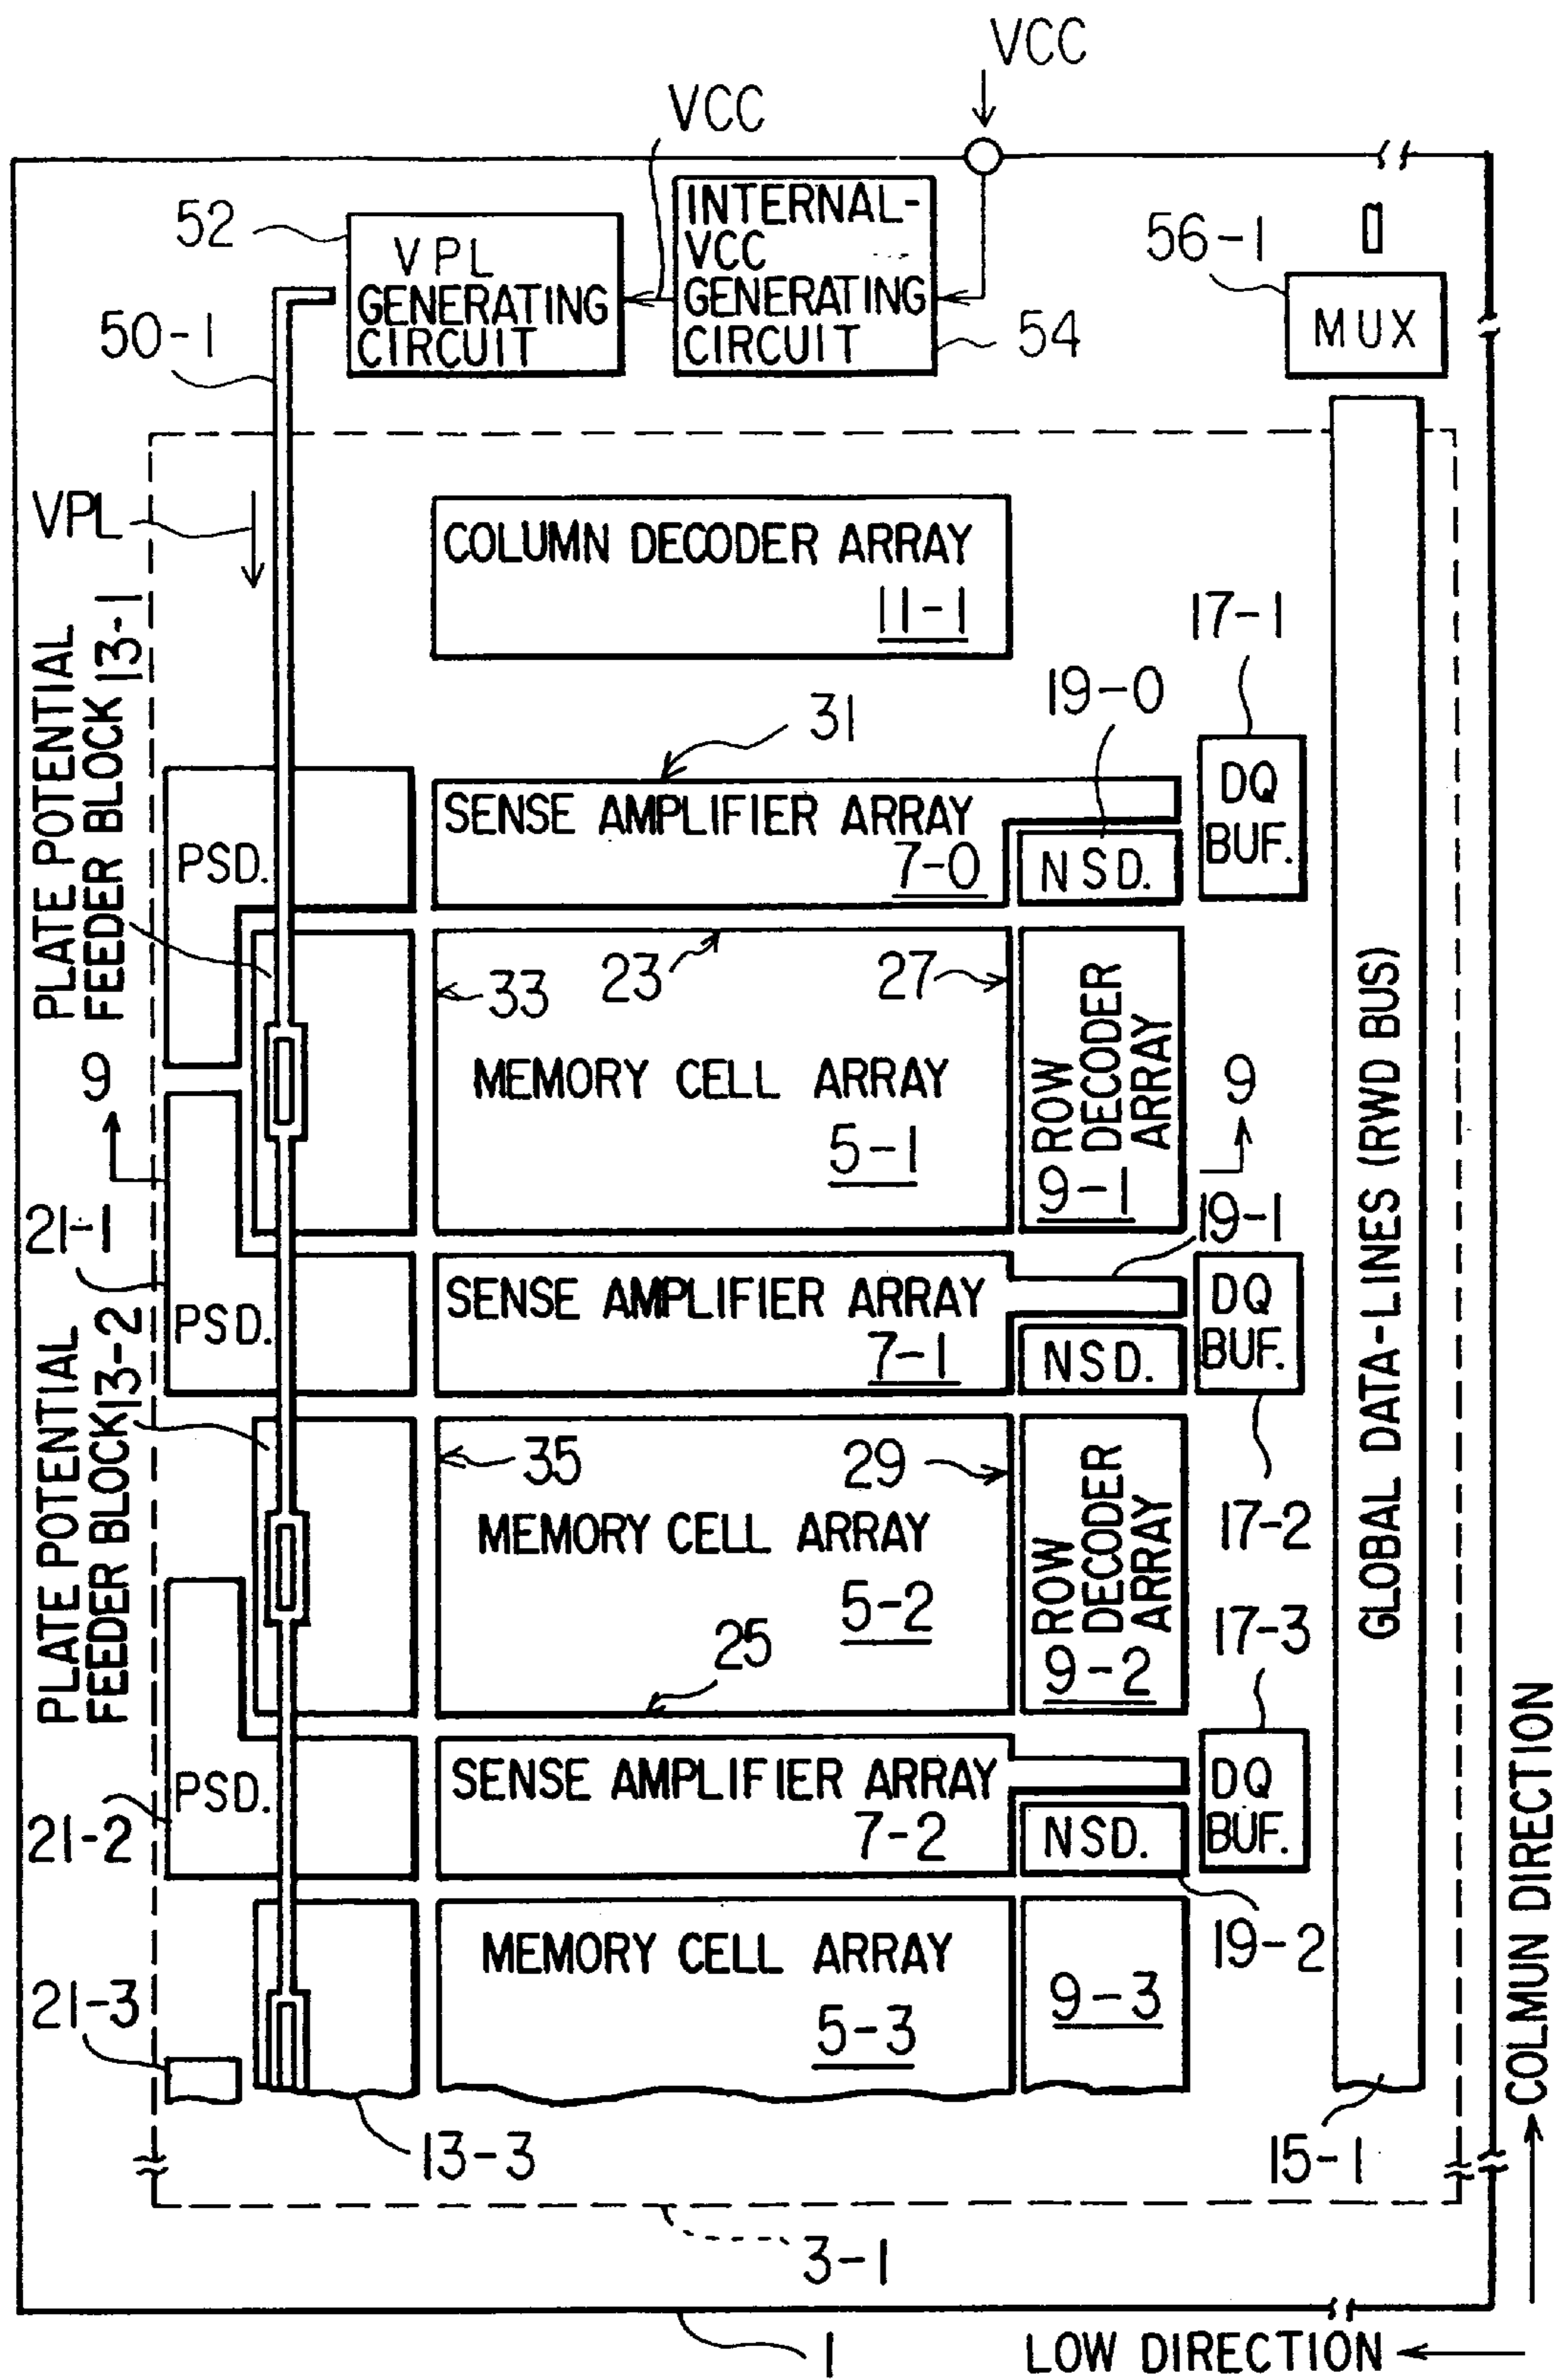 VCC
VCC
52
VPL
GENERATING
CIRCUIT
INTERNAL-
VCC
GENERATING
CIRCUIT
54
56-1
MUX
50-1
VPL
COLUMN DECODER ARRAY
11-1
PLATE POTENTIAL
FEEDER BLOCK 13-1
31
19-0
17-1
PSD.
SENSE AMPLIFIER ARRAY
7-0
NSD.
DQ
BUF.
33
23
27
MEMORY CELL ARRAY
5-1
ROW
DECODER
ARRAY
9-1
9
9
19-1
GLOBAL DATA-LINES (RWD BUS)
21-1
PSD.
SENSE AMPLIFIER ARRAY
7-1
NSD.
DQ
BUF.
PLATE POTENTIAL
FEEDER BLOCK 13-2
35
29
17-2
MEMORY CELL ARRAY
5-2
ROW
DECODER
ARRAY
9-2
25
17-3
PSD.
21-2
SENSE AMPLIFIER ARRAY
7-2
NSD.
DQ
BUF.
19-2
21-3
MEMORY CELL ARRAY
5-3
9-3
13-3
15-1
3-1
1
COLMUN DIRECTION
LOW DIRECTION